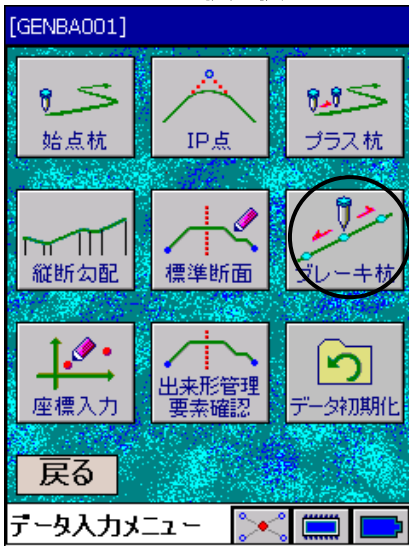 [GENBA001]
始点杭
IP点
プラス杭
縦断勾配
標準断面
ブレーキ杭
座標入力
出来形管理
要素確認
データ初期化
戻る
データ入力メニュー